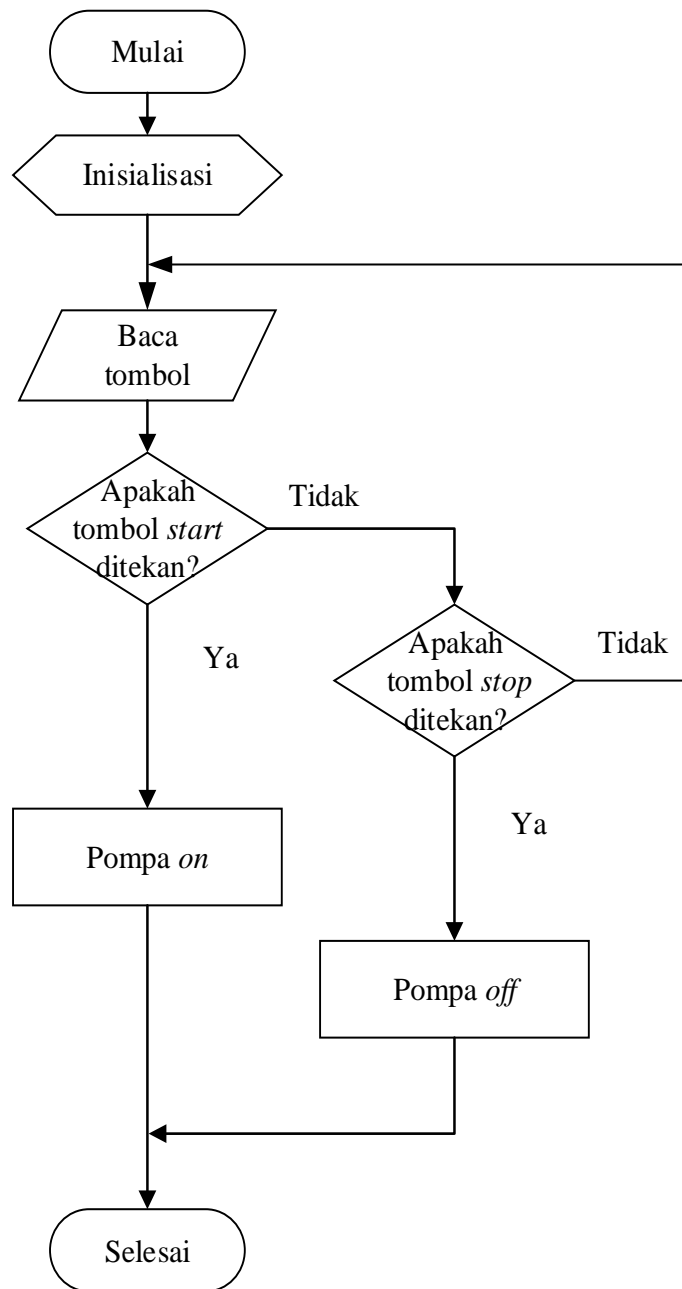 Mulai
Inisialisasi
Baca
tombol
Apakah
tombol start
ditekan?
Tidak
Ya
Apakah
tombol stop
ditekan?
Tidak
Ya
Pompa on
Pompa off
Selesai